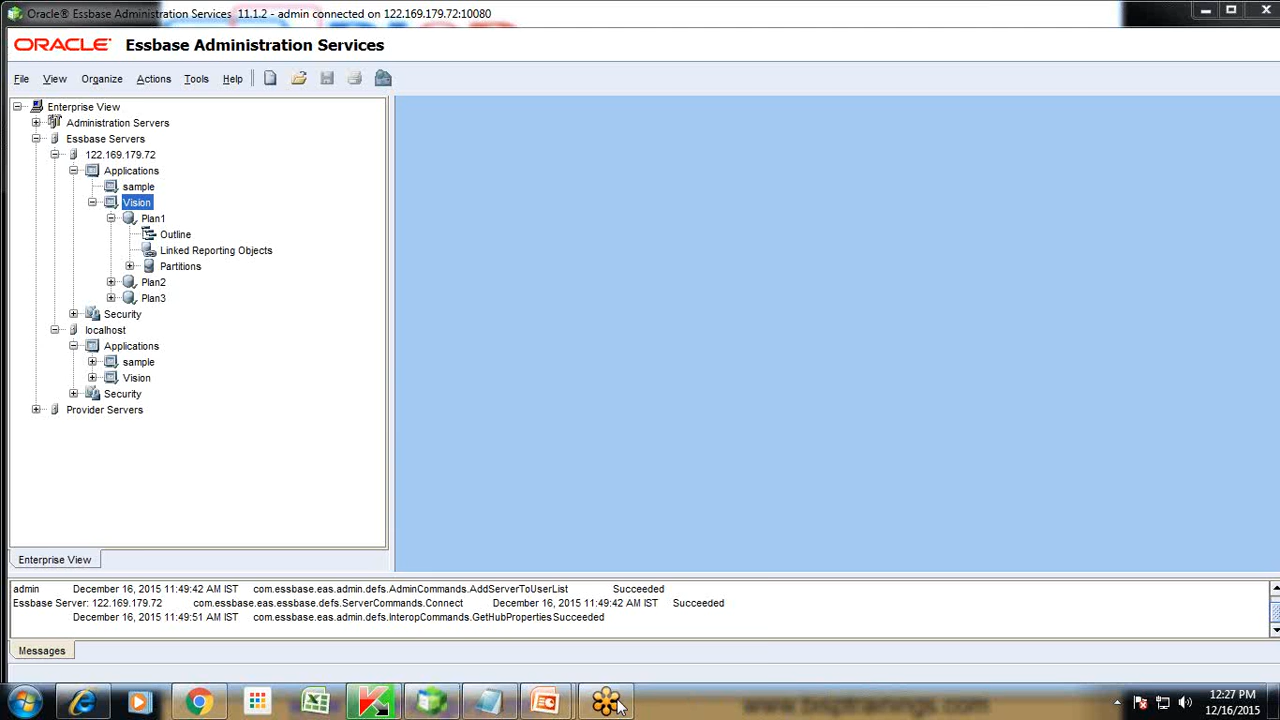 Oracle® Essbase Administration Services 11.1.2 - admin connected on 122.169.179.72:10080
ORACLE Essbase Administration Services
File View Organize Actions Tools Help
Enterprise View
Administration Servers
Essbase Servers
122.169.179.72
Applications
sample
Vision
Plan1
Outline
Linked Reporting Objects
Partitions
Plan2
Plan3
Security
localhost
Applications
sample
Vision
Security
Provider Servers
Enterprise View
admin December 16, 2015 11:49:42 AM IST com.essbase.eas.admin.defs.AdminCommands.AddServerToUserList Succeeded
Essbase Server: 122.169.179.72 com.essbase.eas.essbase.defs.ServerCommands.Connect December 16, 2015 11:49:42 AM IST Succeeded
December 16, 2015 11:49:51 AM IST com.essbase.eas.admin.defs.InteropCommands.GetHubProperties Succeeded
Messages
12:27 PM
12/16/2015